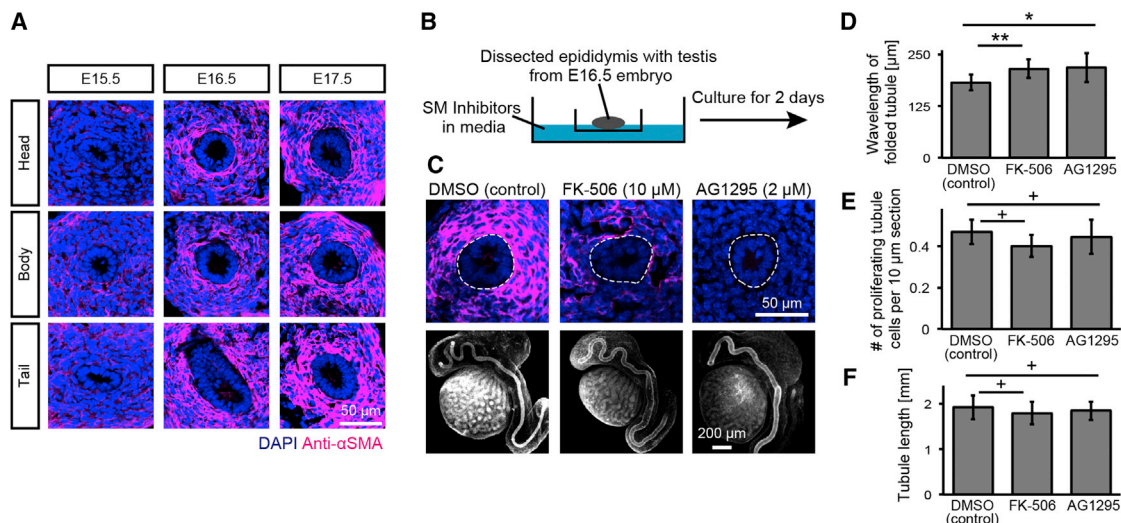 A
E15.5
E16.5
E17.5
Head
Body
Tail
50 µm
DAPI Anti-αSMA
B
Dissected epididymis with testis
from E16.5 embryo
SM Inhibitors
in media
Culture for 2 days
C
DMSO (control)
FK-506 (10 µM)
AG1295 (2 µM)
50 µm
200 µm
D
*
**
Wavelength of
folded tubule [µm]
250
125
0
DMSO
(control)
FK-506
AG1295
E
+
+
# of proliferating tubule
cells per 10 µm section
0.4
0
DMSO
(control)
FK-506
AG1295
F
+
+
Tubule length [mm]
2
1
0
DMSO
(control)
FK-506
AG1295